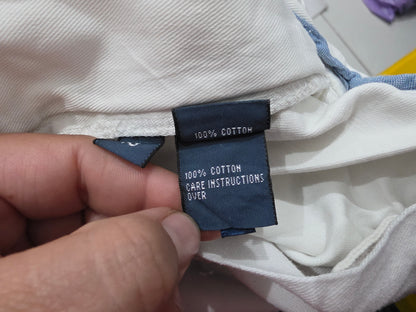 100% COTTON
100% COTTON
CARE INSTRUCTIONS
OVER